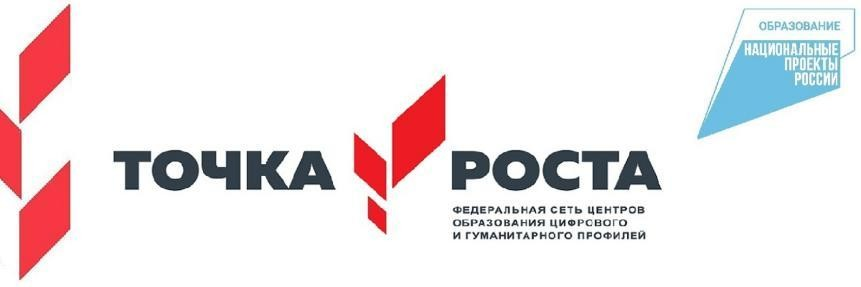 ОБРАЗОВАНИЕ
НАЦИОНАЛЬНЫЕ
ПРОЕКТЫ
РОССИИ
ТОЧКА РОСТА
ФЕДЕРАЛЬНАЯ СЕТЬ ЦЕНТРОВ
ОБРАЗОВАНИЯ ЦИФРОВОГО
И ГУМАНИТАРНОГО ПРОФИЛЕЙ